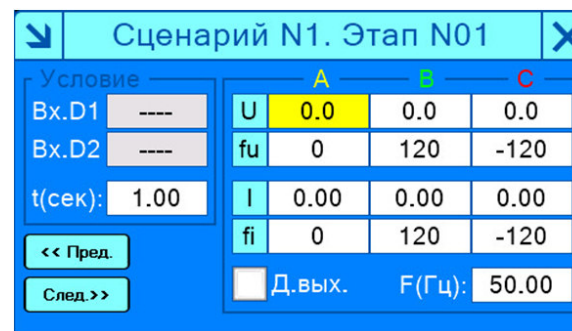 Сценарий N1. Этап N01
Условие
Вх.D1 ----
Вх.D2 ----
t(сек): 1.00
<< Пред.
След.>>
A B C
U 0.0 0.0 0.0
fu 0 120 -120
I 0.00 0.00 0.00
fi 0 120 -120
Д.вых. F(Гц): 50.00